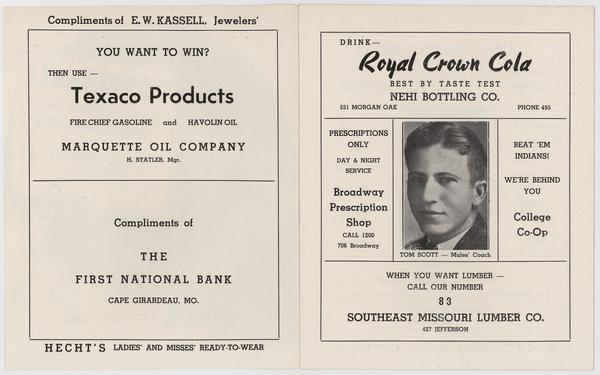 Compliments of E. W. KASSELL, Jewelers'
YOU WANT TO WIN?
THEN USE —
Texaco Products
FIRE CHIEF GASOLINE and HAVOLIN OIL
MARQUETTE OIL COMPANY
H. STATLER, Mgr.
Compliments of
THE
FIRST NATIONAL BANK
CAPE GIRARDEAU, MO.
HECHT'S LADIES' AND MISSES' READY-TO-WEAR
DRINK—
Royal Crown Cola
BEST BY TASTE TEST
NEHI BOTTLING CO.
531 MORGAN OAK PHONE 495
PRESCRIPTIONS
ONLY
DAY & NIGHT
SERVICE
Broadway
Prescription
Shop
CALL 1200
706 Broadway
TOM SCOTT — Mules' Coach
BEAT 'EM
INDIANS!
WE'RE BEHIND
YOU
College
Co-Op
WHEN YOU WANT LUMBER —
CALL OUR NUMBER
83
SOUTHEAST MISSOURI LUMBER CO.
427 JEFFERSON